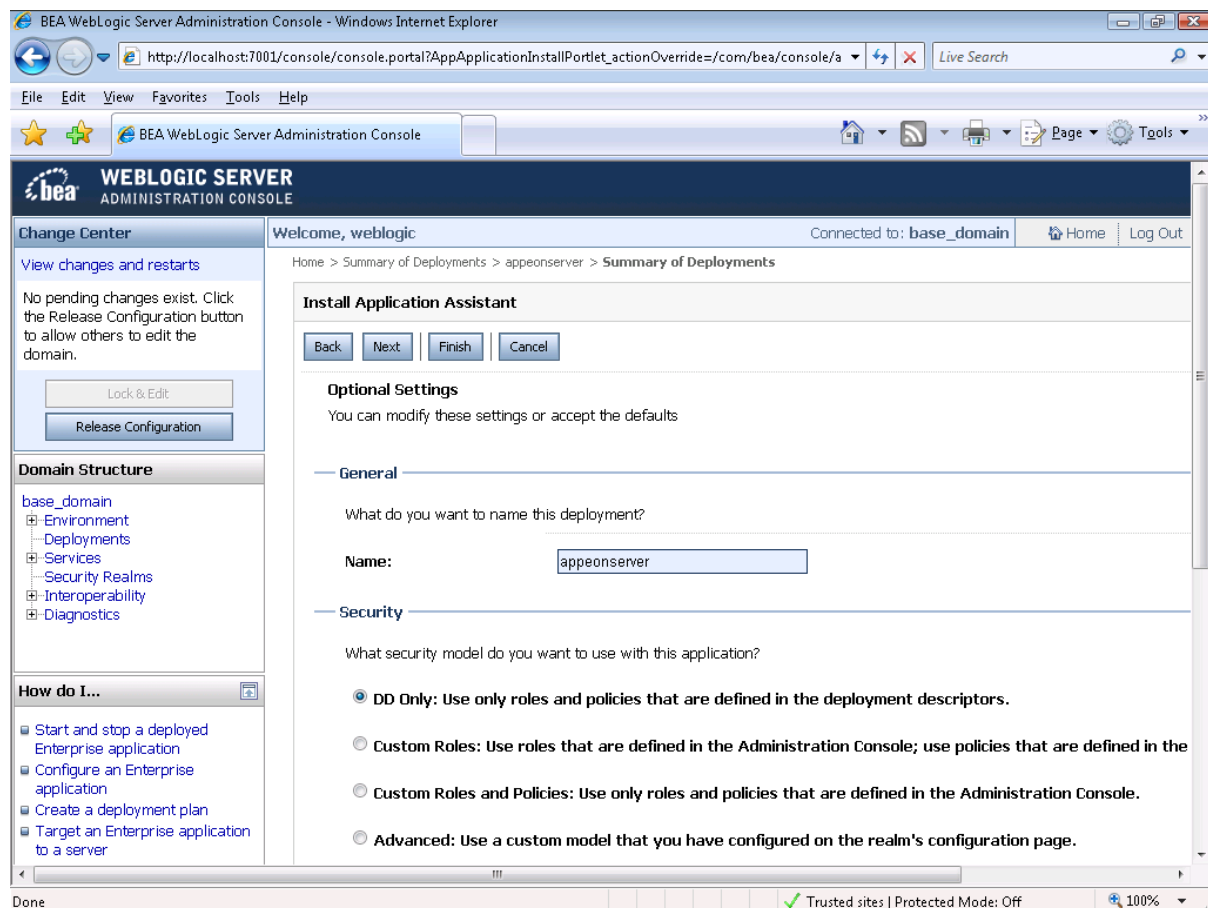 BEA WebLogic Server Administration Console - Windows Internet Explorer
http://localhost:7001/console/console.portal?AppApplicationInstallPortlet_actionOverride=/com/bea/console/a
Live Search
File Edit View Favorites Tools Help
BEA WebLogic Server Administration Console
Page Tools
bea
WEBLOGIC SERVER
ADMINISTRATION CONSOLE
Change Center
View changes and restarts
No pending changes exist. Click
the Release Configuration button
to allow others to edit the
domain.
Lock & Edit
Release Configuration
Domain Structure
base_domain
Environment
Deployments
Services
Security Realms
Interoperability
Diagnostics
How do I...
Start and stop a deployed
Enterprise application
Configure an Enterprise
application
Create a deployment plan
Target an Enterprise application
to a server
Welcome, weblogic
Connected to: base_domain
Home
Log Out
Home > Summary of Deployments > appeonserver > Summary of Deployments
Install Application Assistant
Back Next Finish Cancel
Optional Settings
You can modify these settings or accept the defaults
General
What do you want to name this deployment?
Name: appeonserver
Security
What security model do you want to use with this application?
DD Only: Use only roles and policies that are defined in the deployment descriptors.
Custom Roles: Use roles that are defined in the Administration Console; use policies that are defined in the
Custom Roles and Policies: Use only roles and policies that are defined in the Administration Console.
Advanced: Use a custom model that you have configured on the realm's configuration page.
Done
Trusted sites | Protected Mode: Off
100%